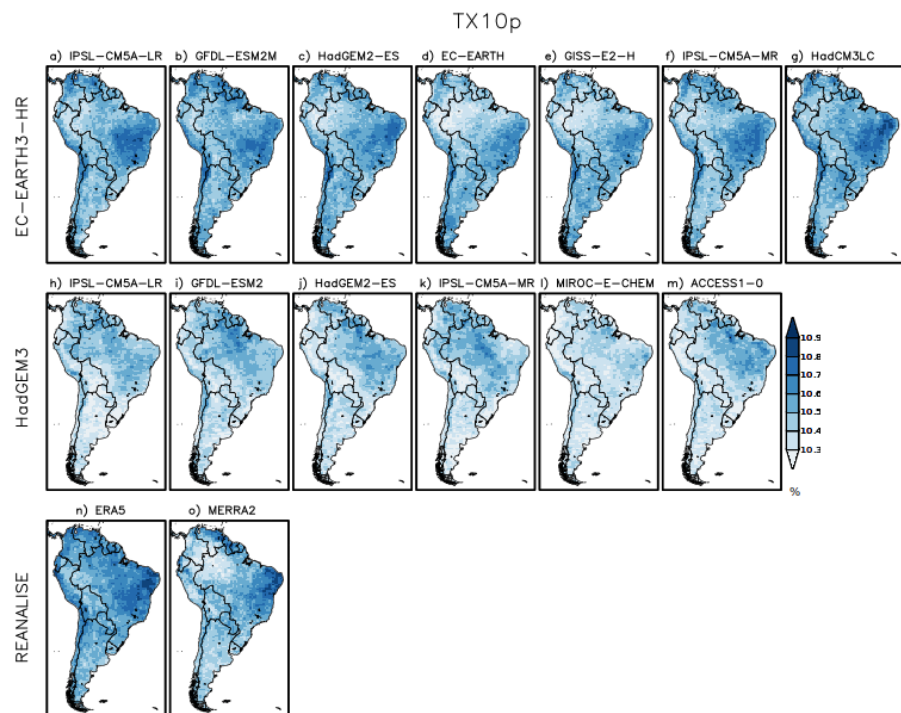 TX10p
a) IPSL-CM5A-LR b) GFDL-ESM2M c) HadGEM2-ES d) EC-EARTH e) GISS-E2-H f) IPSL-CM5A-MR g) HadCM3LC
EC-EARTH3-HR
h) IPSL-CM5A-LR i) GFDL-ESM2 j) HadGEM2-ES k) IPSL-CM5A-MR l) MIROC-E-CHEM m) ACCESS1-0
HadGEM3
10.9
10.8
10.7
10.6
10.5
10.4
10.3
%
n) ERA5 o) MERRA2
REANALISE